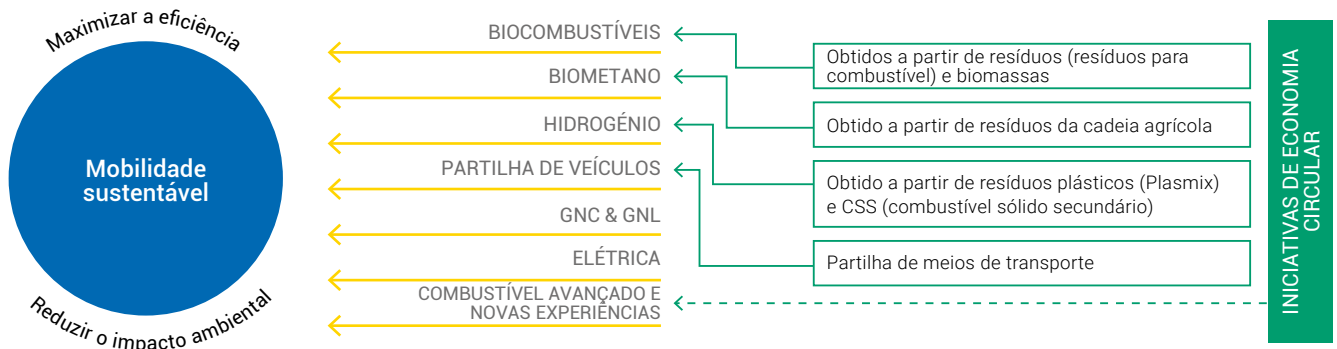 Maximizar a eficiência
Mobilidade
sustentável
Reduzir o impacto ambiental
BIOCOMBUSTÍVEIS
BIOMETANO
HIDROGÉNIO
PARTILHA DE VEÍCULOS
GNC & GNL
ELÉTRICA
COMBUSTÍVEL AVANÇADO E
NOVAS EXPERIÊNCIAS
Obtidos a partir de resíduos (resíduos para
combustível) e biomassas
Obtido a partir de resíduos da cadeia agrícola
Obtido a partir de resíduos plásticos (Plasmix)
e CSS (combustível sólido secundário)
Partilha de meios de transporte
INICIATIVAS DE ECONOMIA
CIRCULAR